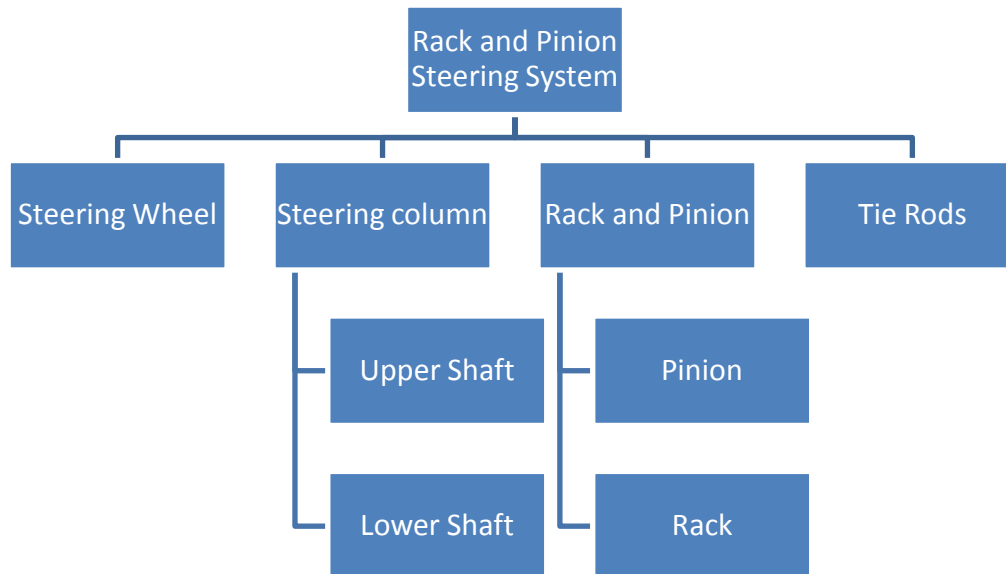 Rack and Pinion
Steering System
Steering Wheel
Steering column
Rack and Pinion
Tie Rods
Upper Shaft
Pinion
Lower Shaft
Rack